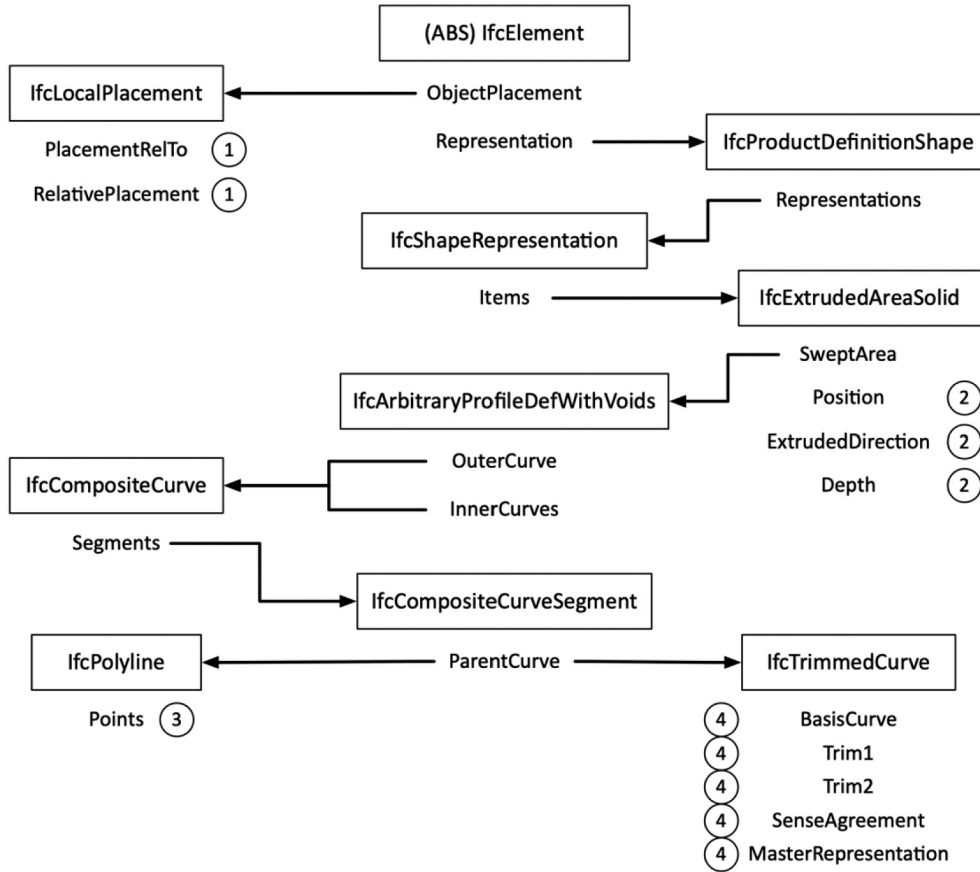 (ABS) IfcElement
IfcLocalPlacement
ObjectPlacement
PlacementRelTo 1
Representation
IfcProductDefinitionShape
RelativePlacement 1
Representations
IfcShapeRepresentation
Items
IfcExtrudedAreaSolid
SweptArea
IfcArbitraryProfileDefWithVoids
Position 2
ExtrudedDirection 2
OuterCurve
IfcCompositeCurve
Depth 2
InnerCurves
Segments
IfcCompositeCurveSegment
IfcPolyline
ParentCurve
IfcTrimmedCurve
Points 3
4 BasisCurve
4 Trim1
4 Trim2
4 SenseAgreement
4 MasterRepresentation